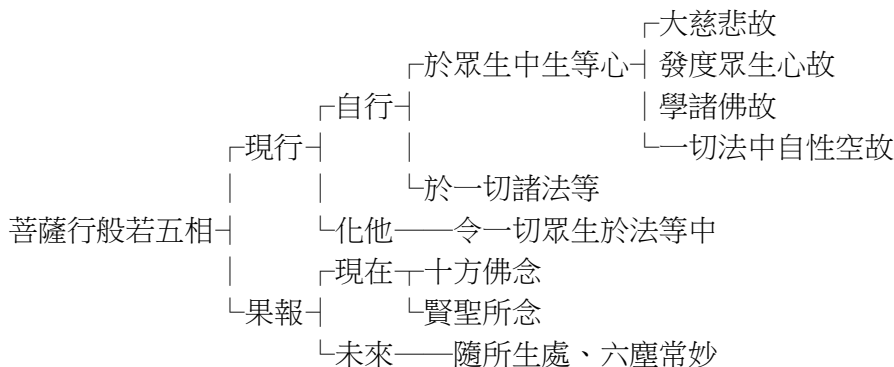 大慈悲故
於眾生中生等心 發度眾生心故
自行 學諸佛故
現行 一切法中自性空故
於一切諸法等
菩薩行般若五相 化他——令一切眾生於法等中
現在 十方佛念
果報 賢聖所念
未來——隨所生處、六塵常妙